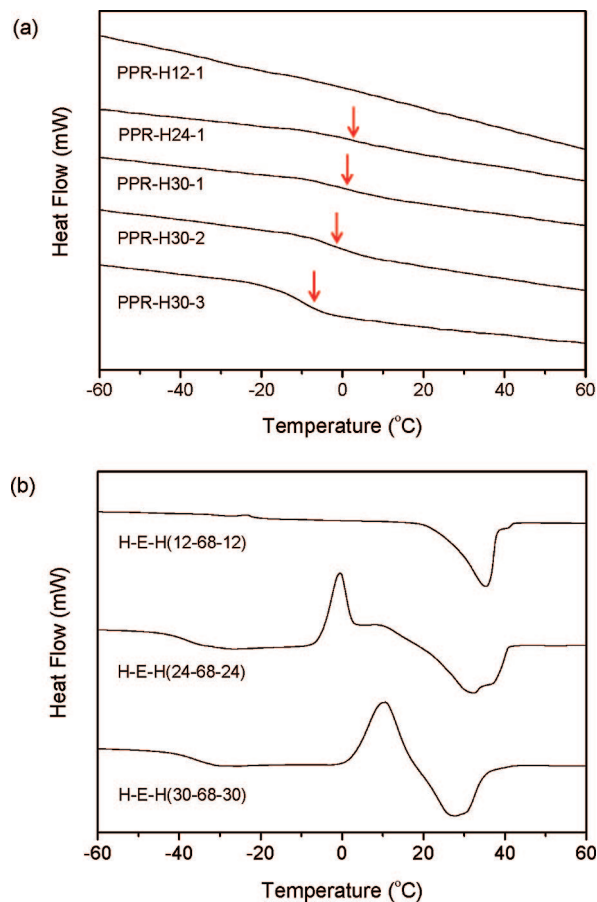 (a)
Heat Flow (mW)
PPR-H12-1
PPR-H24-1
PPR-H30-1
PPR-H30-2
PPR-H30-3
-60 -40 -20 0 20 40 60
Temperature (°C)
(b)
Heat Flow (mW)
H-E-H(12-68-12)
H-E-H(24-68-24)
H-E-H(30-68-30)
-60 -40 -20 0 20 40 60
Temperature (°C)